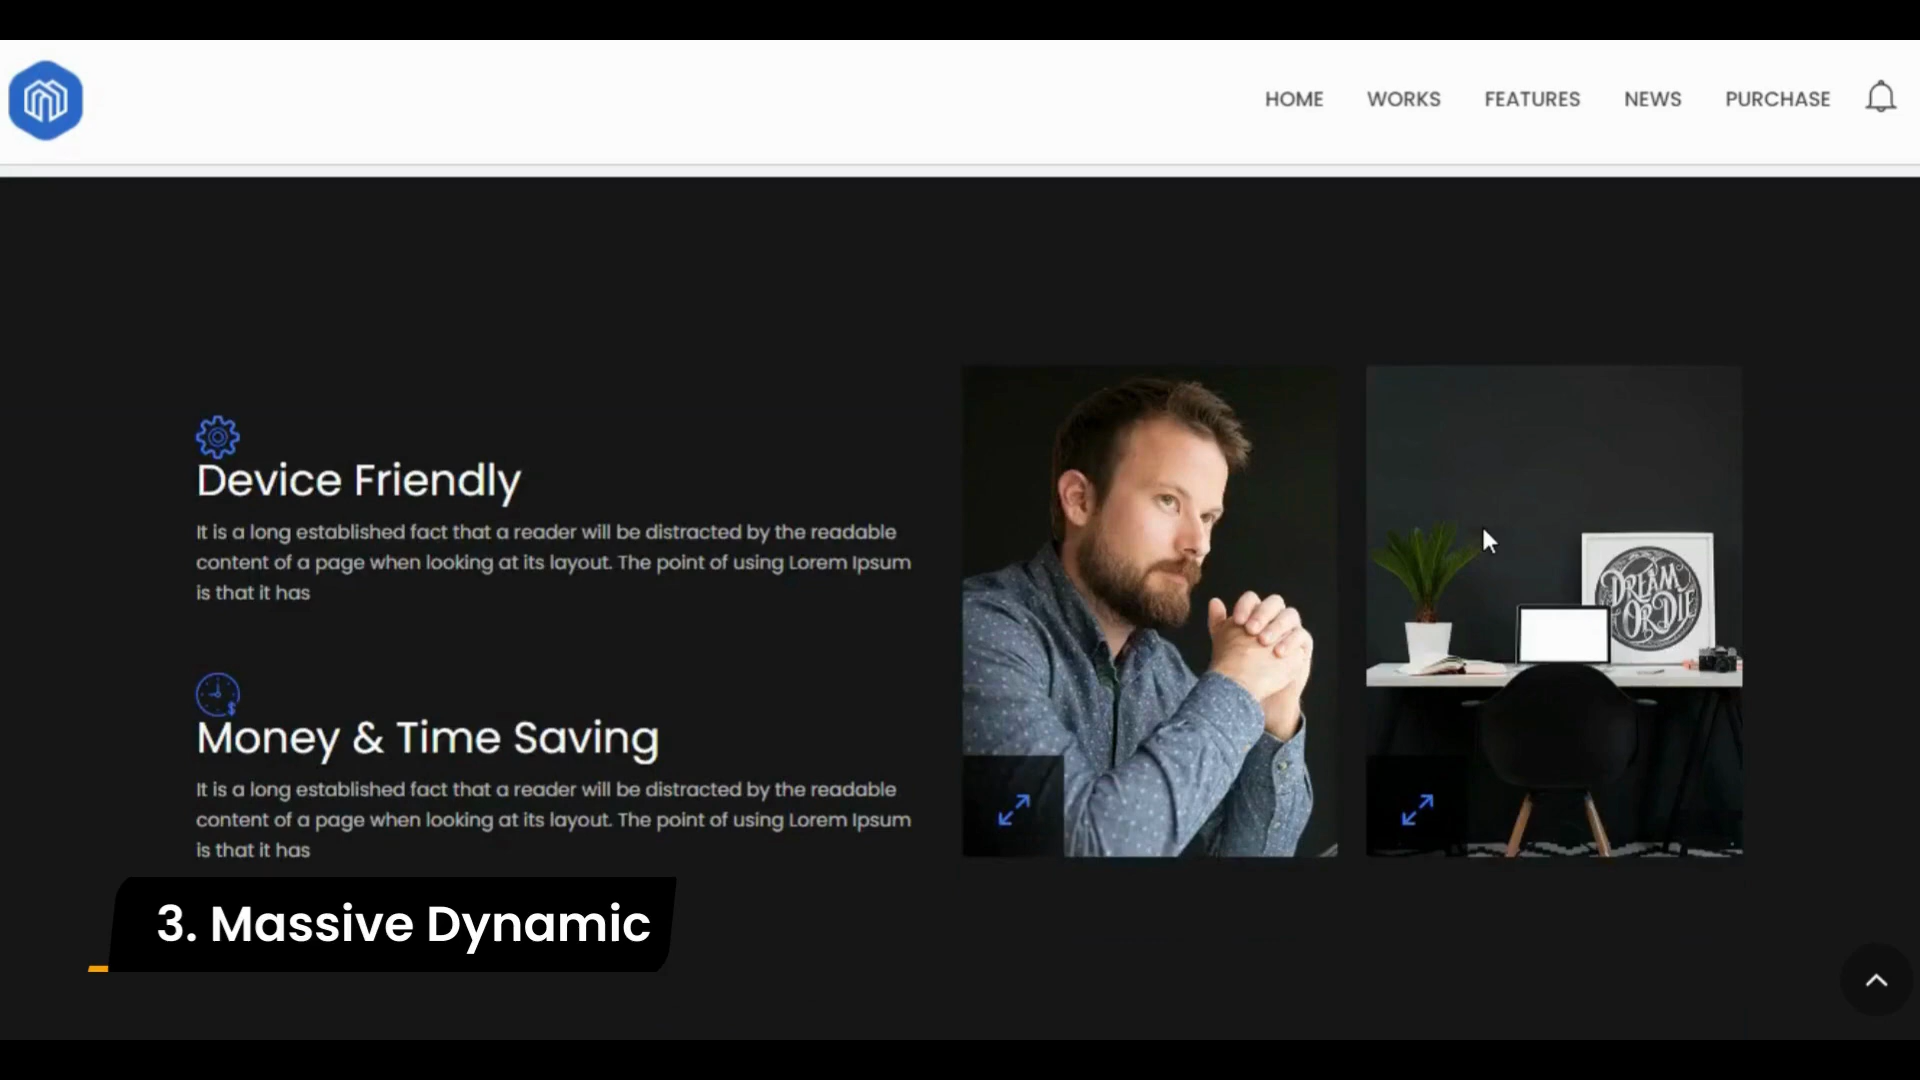 HOME WORKS FEATURES NEWS PURCHASE
Device Friendly
It is a long established fact that a reader will be distracted by the readable
content of a page when looking at its layout. The point of using Lorem Ipsum
is that it has
$
Money & Time Saving
It is a long established fact that a reader will be distracted by the readable
content of a page when looking at its layout. The point of using Lorem Ipsum
is that it has
DREAM
OR DIE
3. Massive Dynamic